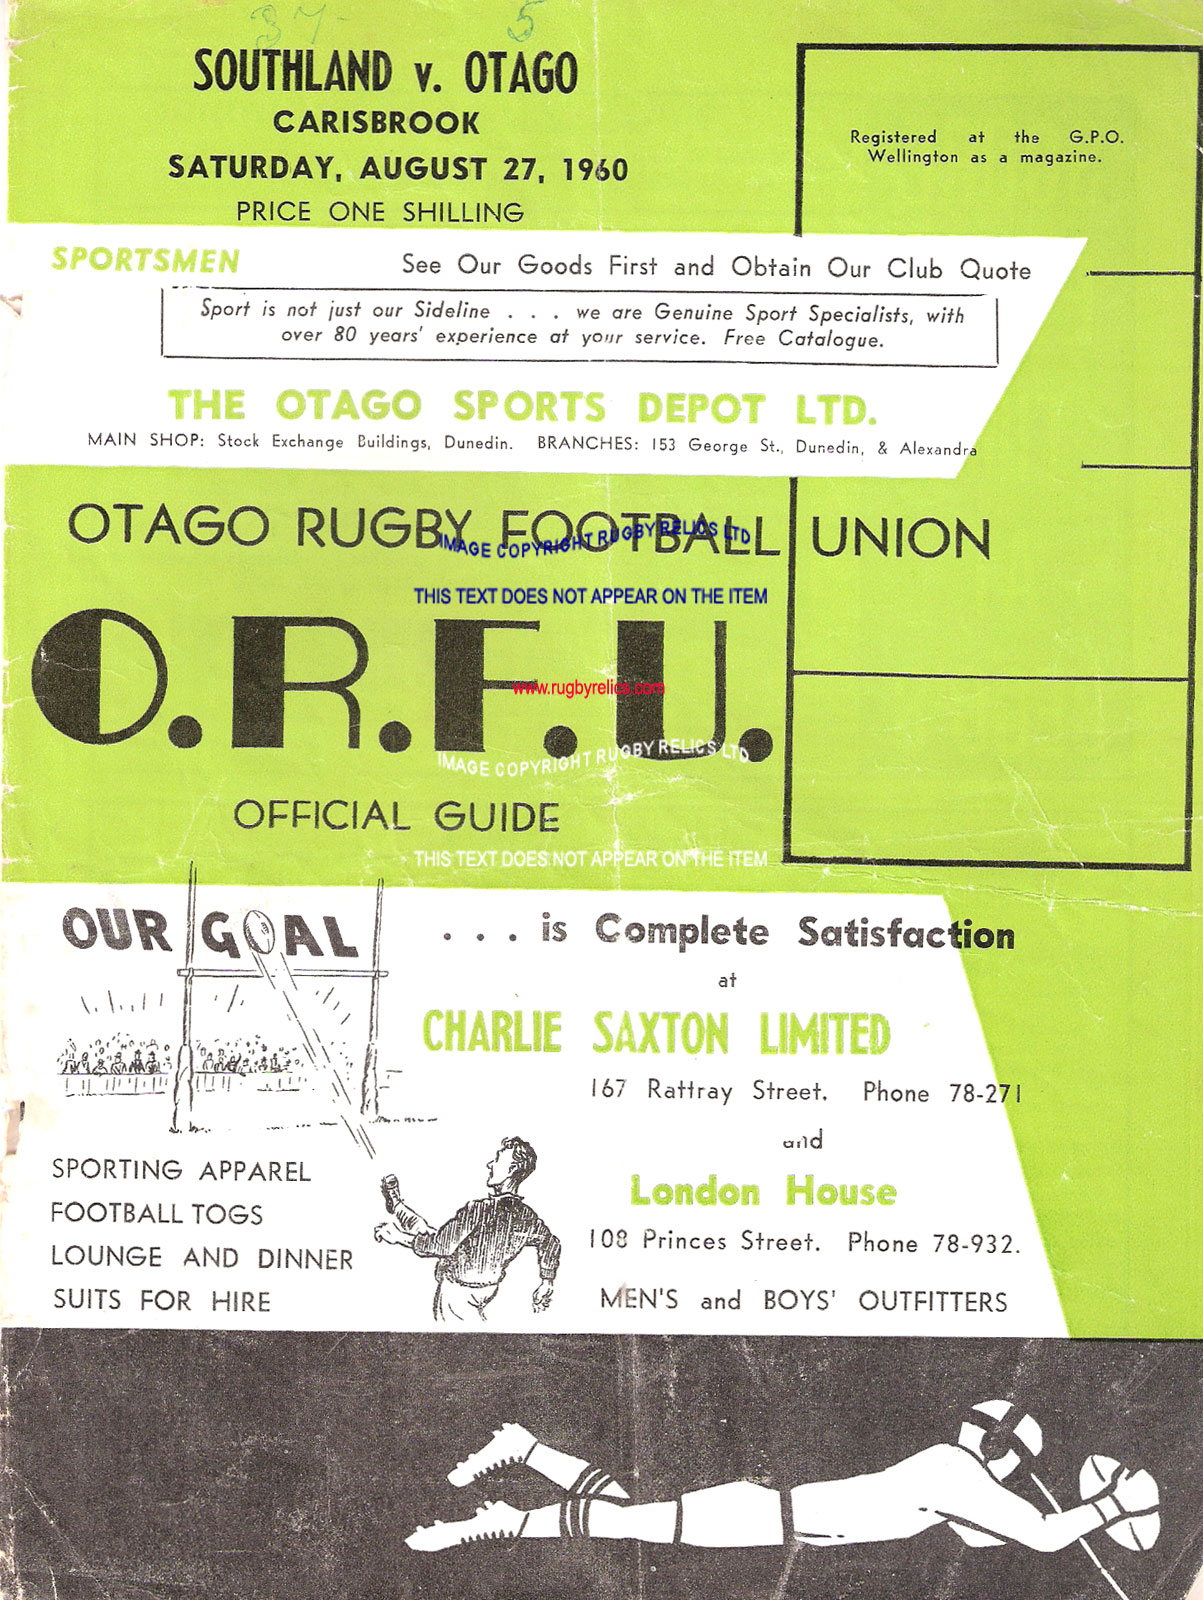 37- 5
SOUTHLAND v. OTAGO
CARISBROOK
SATURDAY, AUGUST 27, 1960
PRICE ONE SHILLING
Registered at the G.P.O.
Wellington as a magazine.
SPORTSMEN See Our Goods First and Obtain Our Club Quote
Sport is not just our Sideline . . . we are Genuine Sport Specialists, with
over 80 years' experience at your service. Free Catalogue.
THE OTAGO SPORTS DEPOT LTD.
MAIN SHOP: Stock Exchange Buildings, Dunedin. BRANCHES: 153 George St., Dunedin, & Alexandra
OTAGO RUGBY FOOTBALL UNION
IMAGE COPYRIGHT RUGBY RELICS LTD
THIS TEXT DOES NOT APPEAR ON THE ITEM
O.R.F.U.
www.rugbyrelics.com
IMAGE COPYRIGHT RUGBY RELICS LTD
OFFICIAL GUIDE
THIS TEXT DOES NOT APPEAR ON THE ITEM
OUR GOAL . . . is Complete Satisfaction
at
CHARLIE SAXTON LIMITED
167 Rattray Street. Phone 78-271
and
London House
108 Princes Street. Phone 78-932.
MEN'S and BOYS' OUTFITTERS
SPORTING APPAREL
FOOTBALL TOGS
LOUNGE AND DINNER
SUITS FOR HIRE